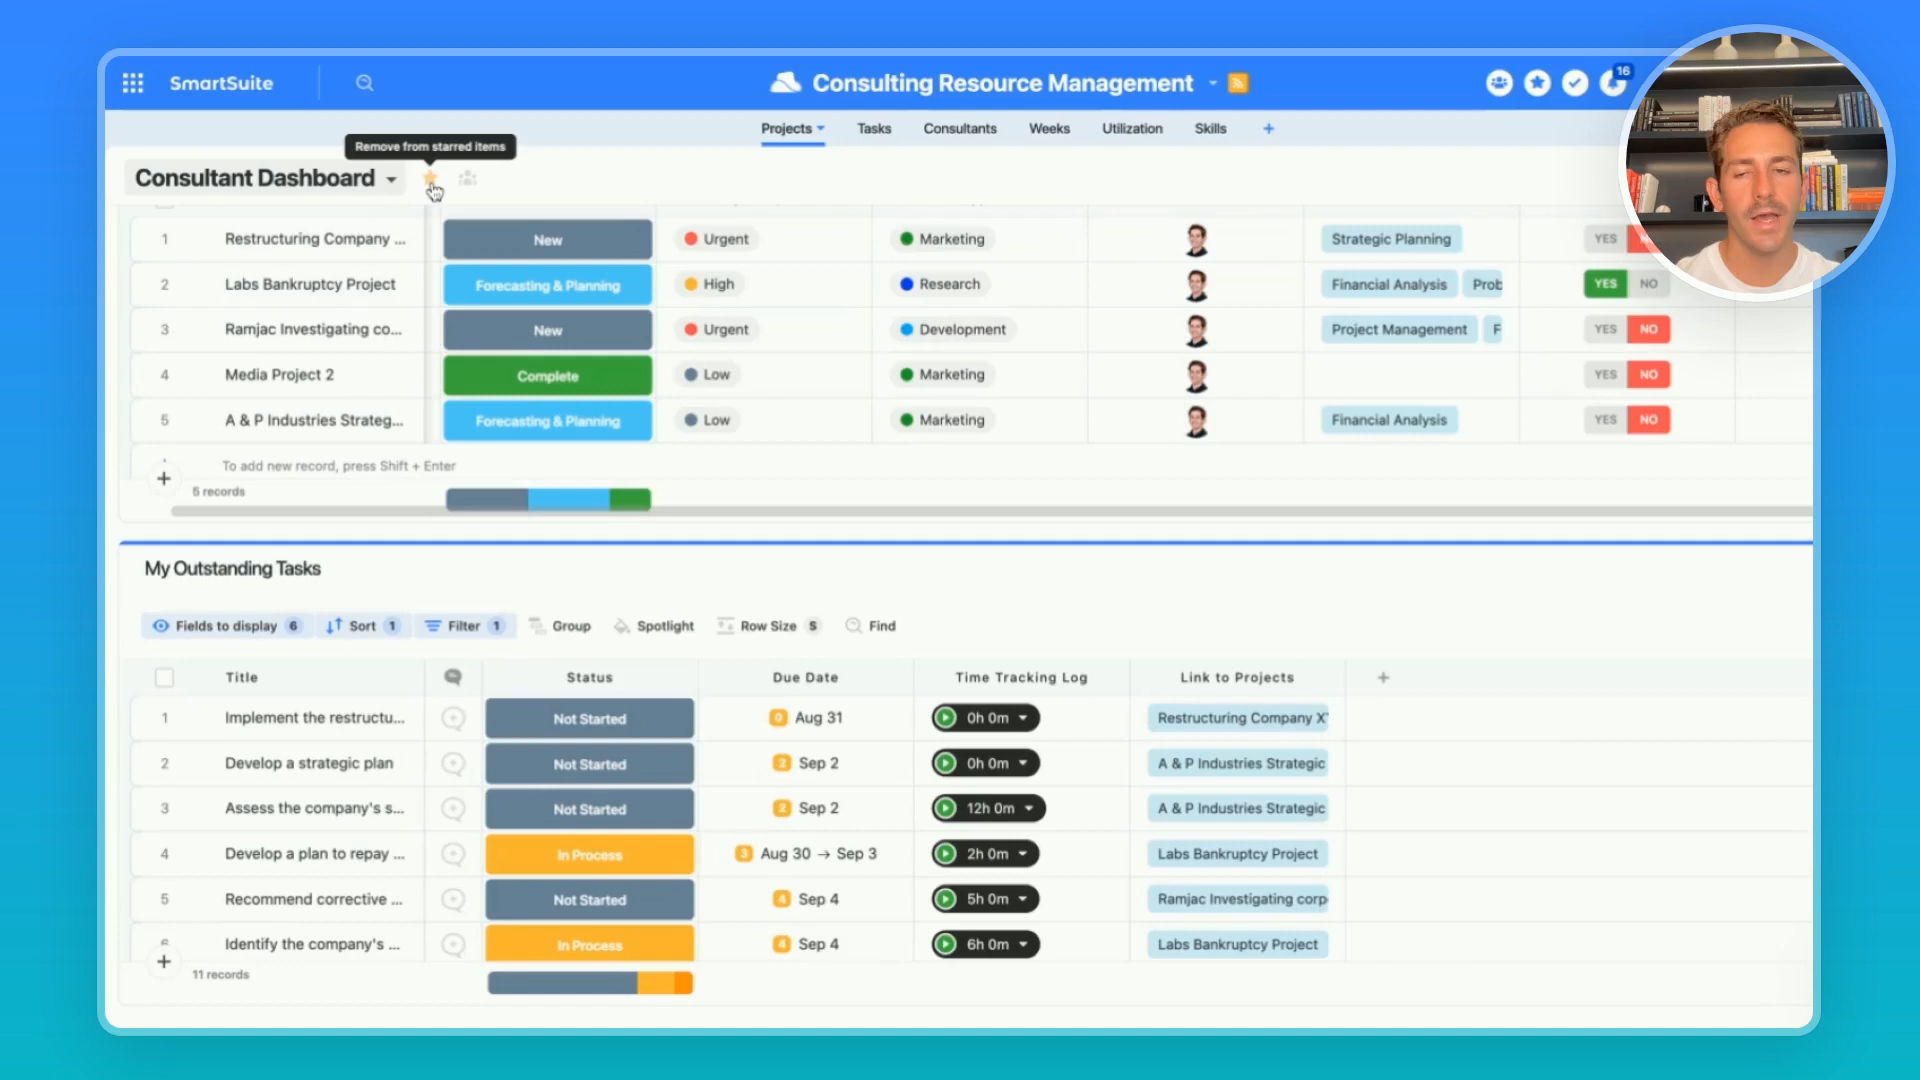 SmartSuite
Consulting Resource Management
16
Projects Tasks Consultants Weeks Utilization Skills +
Remove from starred items
Consultant Dashboard
1 Restructuring Company ... New Urgent Marketing Strategic Planning YES
2 Labs Bankruptcy Project Forecasting & Planning High Research Financial Analysis Prob YES NO
3 Ramjac Investigating co... New Urgent Development Project Management F YES NO
4 Media Project 2 Complete Low Marketing YES NO
5 A & P Industries Strateg... Forecasting & Planning Low Marketing Financial Analysis YES NO
To add new record, press Shift + Enter
+
5 records
My Outstanding Tasks
Fields to display 6 Sort 1 Filter 1 Group Spotlight Row Size S Find
Title Status Due Date Time Tracking Log Link to Projects +
1 Implement the restructu... Not Started 0 Aug 31 0h 0m Restructuring Company X
2 Develop a strategic plan Not Started 2 Sep 2 0h 0m A & P Industries Strategic
3 Assess the company's s... Not Started 2 Sep 2 12h 0m A & P Industries Strategic
4 Develop a plan to repay ... In Process 3 Aug 30 → Sep 3 2h 0m Labs Bankruptcy Project
5 Recommend corrective ... Not Started 4 Sep 4 5h 0m Ramjac Investigating corp
Identify the company's ... In Process 4 Sep 4 6h 0m Labs Bankruptcy Project
+
11 records